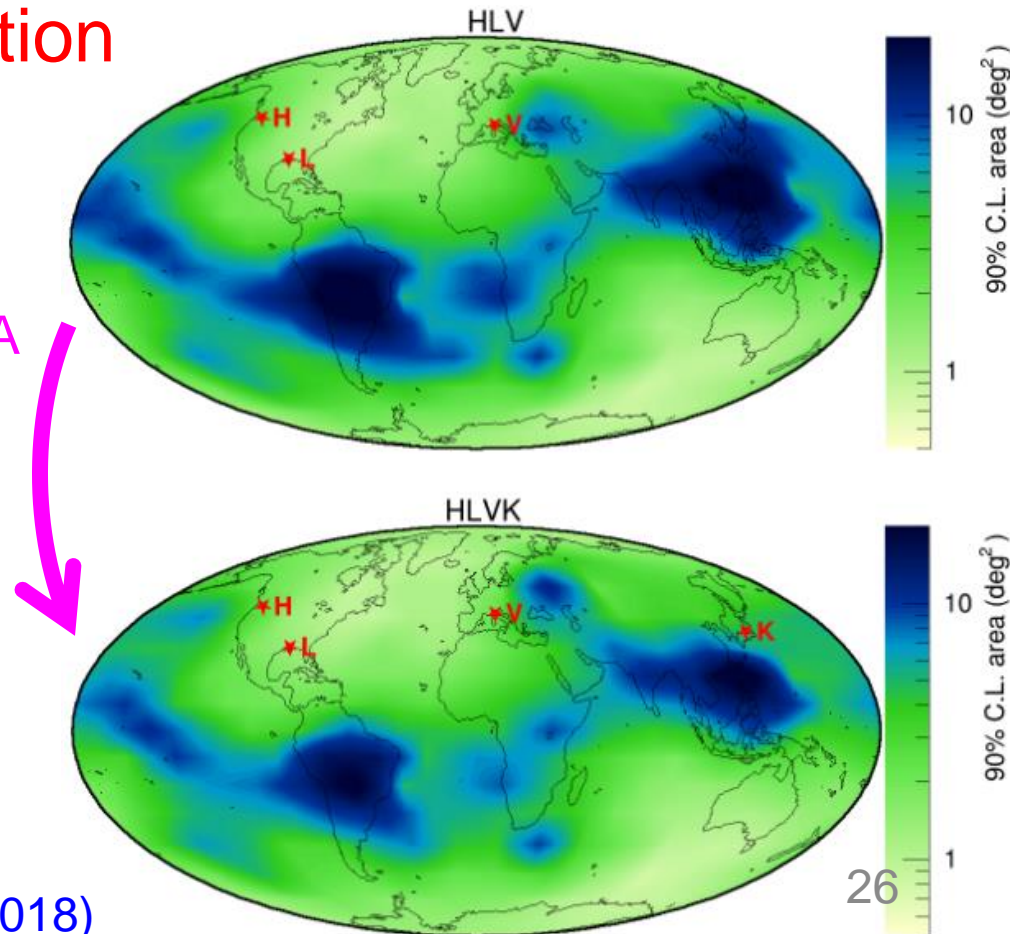 tion
HLV
H
L
V
10
1
90% C.L. area (deg²)
A
HLVK
H
L
V
K
10
1
90% C.L. area (deg²)
26
018)